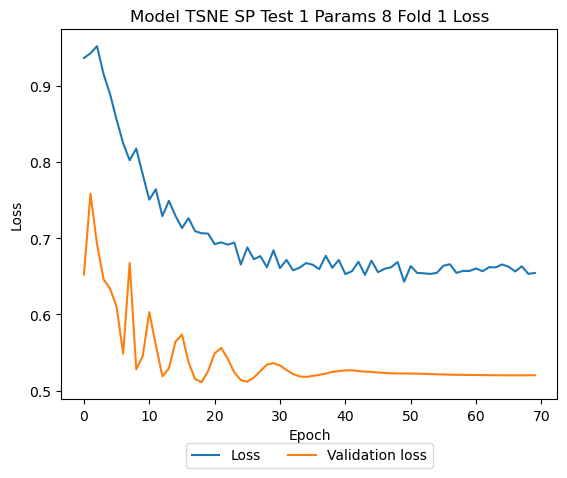 Model TSNE SP Test 1 Params 8 Fold 1 Loss
Loss
0.9
0.8
0.7
0.6
0.5
0 10 20 30 40 50 60 70
Epoch
Loss Validation loss